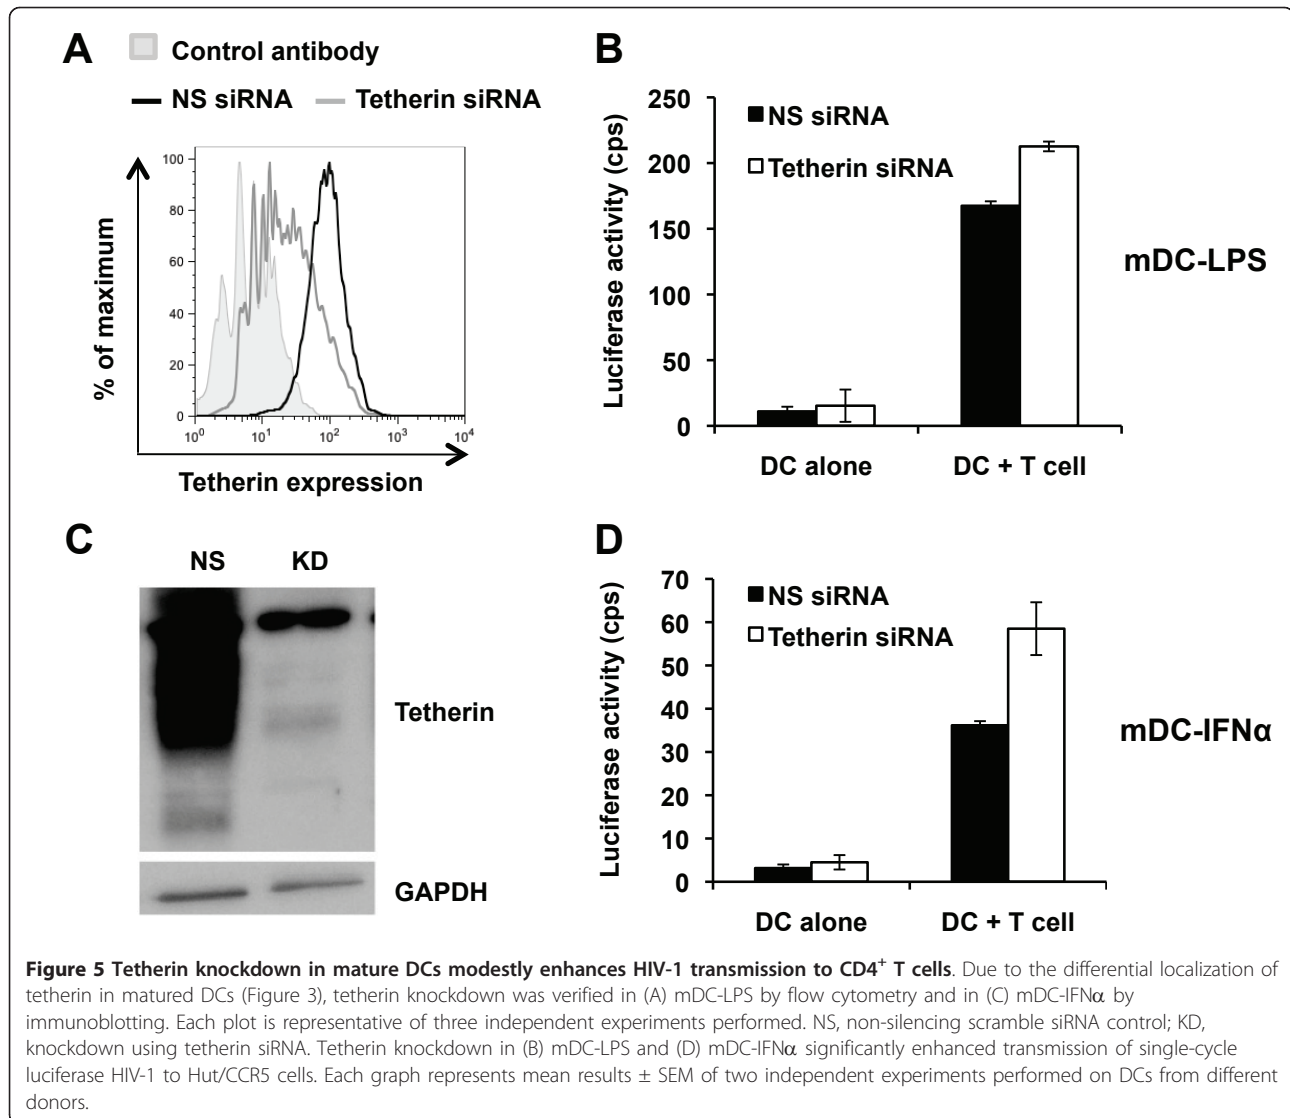 A
Control antibody
NS siRNA
Tetherin siRNA
% of maximum
100
80
60
40
20
0
10⁰
10¹
10²
10³
10⁴
Tetherin expression
B
Luciferase activity (cps)
250
200
150
100
50
0
NS siRNA
Tetherin siRNA
DC alone
DC + T cell
mDC-LPS
C
NS
KD
Tetherin
GAPDH
D
Luciferase activity (cps)
70
60
50
40
30
20
10
0
NS siRNA
Tetherin siRNA
DC alone
DC + T cell
mDC-IFNα
Figure 5 Tetherin knockdown in mature DCs modestly enhances HIV-1 transmission to CD4⁺ T cells. Due to the differential localization of
tetherin in matured DCs (Figure 3), tetherin knockdown was verified in (A) mDC-LPS by flow cytometry and in (C) mDC-IFNα by
immunoblotting. Each plot is representative of three independent experiments performed. NS, non-silencing scramble siRNA control; KD,
knockdown using tetherin siRNA. Tetherin knockdown in (B) mDC-LPS and (D) mDC-IFNα significantly enhanced transmission of single-cycle
luciferase HIV-1 to Hut/CCR5 cells. Each graph represents mean results ± SEM of two independent experiments performed on DCs from different
donors.